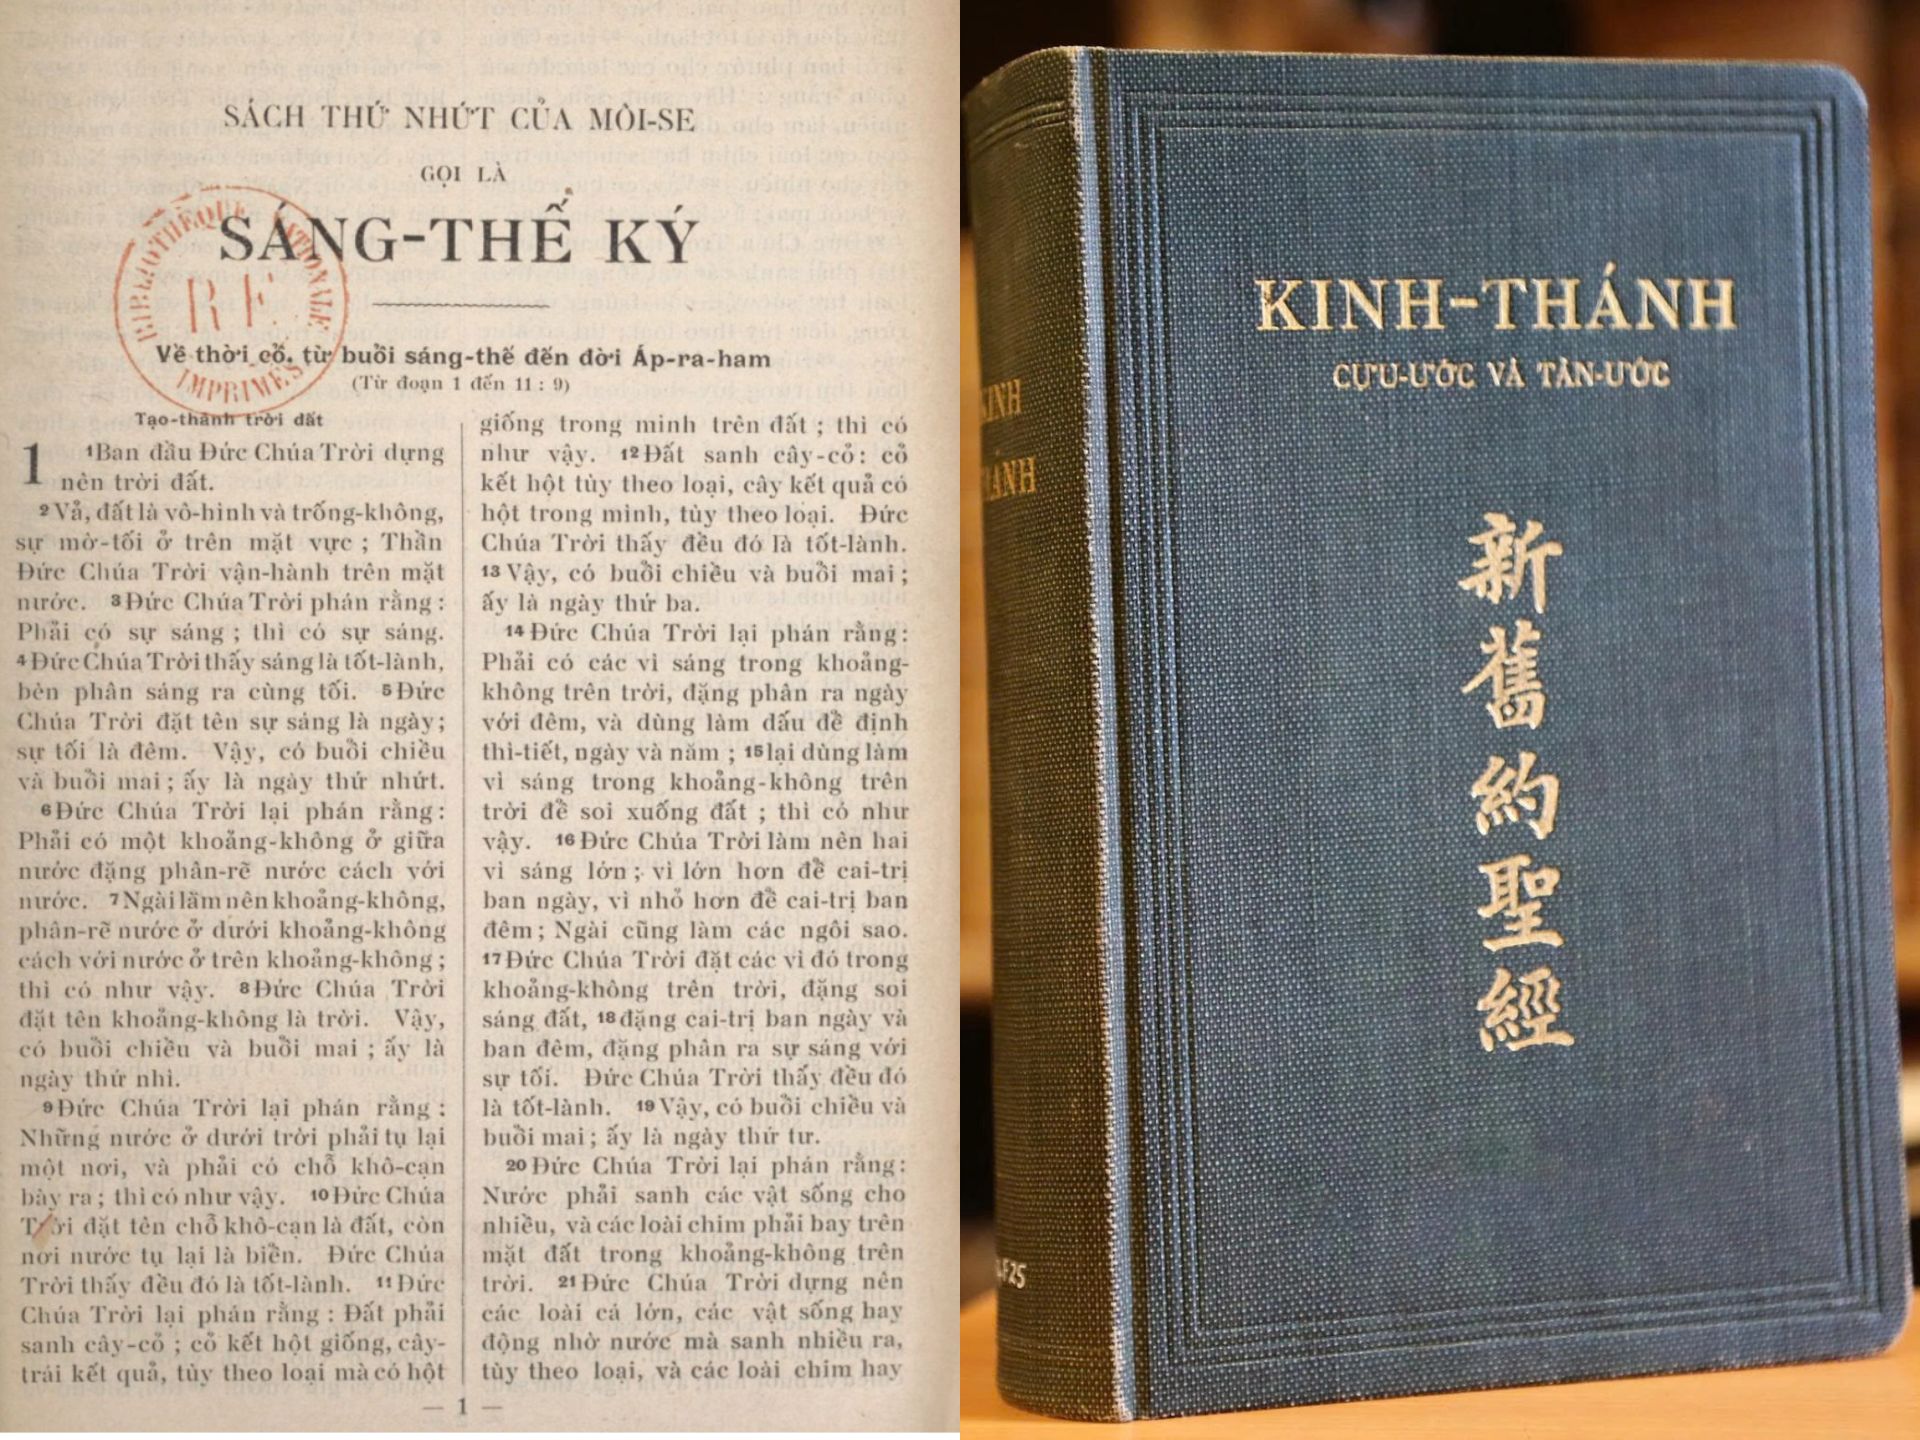 SÁCH THỨ NHỨT CỦA MÔI-SE
GỌI LÀ
SÁNG-THẾ KÝ
BIBLIOTHÈQUE NATIONALE
RF
IMPRIMÉS
Về thời cổ, từ buổi sáng-thế đến đời Áp-ra-ham
(Từ đoạn 1 đến 11 : 9)
Tạo-thành trời đất
1 1Ban đầu Đức Chúa Trời dựng
nên trời đất.
2Vả, đất là vô-hình và trống-không,
sự mờ-tối ở trên mặt vực ; Thần
Đức Chúa Trời vận-hành trên mặt
nước. 3Đức Chúa Trời phán rằng :
Phải có sự sáng ; thì có sự sáng.
4Đức Chúa Trời thấy sáng là tốt-lành,
bèn phân sáng ra cùng tối. 5Đức
Chúa Trời đặt tên sự sáng là ngày ;
sự tối là đêm. Vậy, có buổi chiều
và buổi mai ; ấy là ngày thứ nhứt.
6Đức Chúa Trời lại phán rằng :
Phải có một khoảng-không ở giữa
nước đặng phân-rẽ nước cách với
nước. 7Ngài làm nên khoảng-không,
phân-rẽ nước ở dưới khoảng-không
cách với nước ở trên khoảng-không ;
thì có như vậy. 8Đức Chúa Trời
đặt tên khoảng-không là trời. Vậy,
có buổi chiều và buổi mai ; ấy là
ngày thứ nhì.
9Đức Chúa Trời lại phán rằng :
Những nước ở dưới trời phải tụ lại
một nơi, và phải có chỗ khô-cạn
bày ra ; thì có như vậy. 10Đức Chúa
Trời đặt tên chỗ khô-cạn là đất, còn
nơi nước tụ lại là biển. Đức Chúa
Trời thấy đều đó là tốt-lành. 11Đức
Chúa Trời lại phán rằng : Đất phải
sanh cây-cỏ ; cỏ kết hột giống, cây-
trái kết quả, tùy theo loại mà có hột
giống trong mình trên đất ; thì có
như vậy. 12Đất sanh cây-cỏ : cỏ
kết hột tùy theo loại, cây kết quả có
hột trong mình, tùy theo loại. Đức
Chúa Trời thấy đều đó là tốt-lành.
13Vậy, có buổi chiều và buổi mai ;
ấy là ngày thứ ba.
14Đức Chúa Trời lại phán rằng :
Phải có các vì sáng trong khoảng-
không trên trời, đặng phân ra ngày
với đêm, và dùng làm dấu để định
thì-tiết, ngày và năm ; 15lại dùng làm
vì sáng trong khoảng-không trên
trời để soi xuống đất ; thì có như
vậy. 16Đức Chúa Trời làm nên hai
vì sáng lớn ; vì lớn hơn để cai-trị
ban ngày, vì nhỏ hơn để cai-trị ban
đêm ; Ngài cũng làm các ngôi sao.
17Đức Chúa Trời đặt các vì đó trong
khoảng-không trên trời, đặng soi
sáng đất, 18đặng cai-trị ban ngày và
ban đêm, đặng phân ra sự sáng với
sự tối. Đức Chúa Trời thấy đều đó
là tốt-lành. 19Vậy, có buổi chiều và
buổi mai ; ấy là ngày thứ tư.
20Đức Chúa Trời lại phán rằng :
Nước phải sanh các vật sống cho
nhiều, và các loài chim phải bay trên
mặt đất trong khoảng-không trên
trời. 21Đức Chúa Trời dựng nên
các loài cá lớn, các vật sống hay
động nhờ nước mà sanh nhiều ra,
tùy theo loại, và các loài chim hay
— 1 —
KINH-THÁNH
CỰU-ƯỚC VÀ TÂN-ƯỚC
新舊約聖經
KINH
THÁNH
-F25